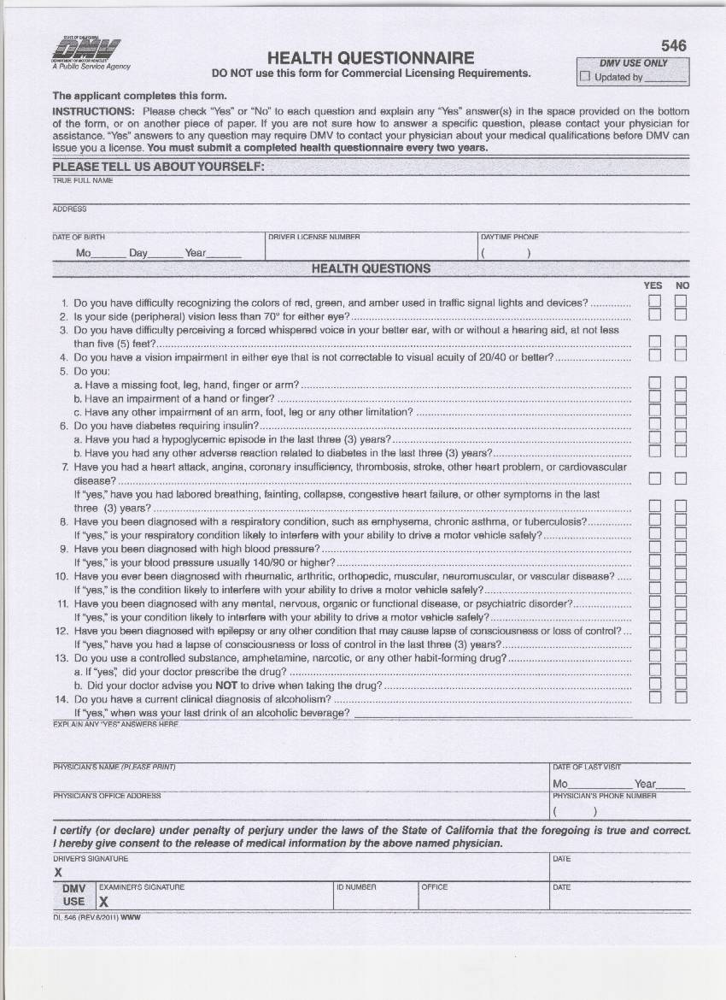 STATE OF CALIFORNIA
DMV
DEPARTMENT OF MOTOR VEHICLES
A Public Service Agency
HEALTH QUESTIONNAIRE
DO NOT use this form for Commercial Licensing Requirements.
546
DMV USE ONLY
Updated by ________
The applicant completes this form.
INSTRUCTIONS: Please check "Yes" or "No" to each question and explain any "Yes" answer(s) in the space provided on the bottom
of the form, or on another piece of paper. If you are not sure how to answer a specific question, please contact your physician for
assistance. "Yes" answers to any question may require DMV to contact your physician about your medical qualifications before DMV can
issue you a license. You must submit a completed health questionnaire every two years.
PLEASE TELL US ABOUT YOURSELF:
TRUE FULL NAME
ADDRESS
DATE OF BIRTH DRIVER LICENSE NUMBER DAYTIME PHONE
Mo______ Day______ Year______ ( )
HEALTH QUESTIONS
YES NO
1. Do you have difficulty recognizing the colors of red, green, and amber used in traffic signal lights and devices?
2. Is your side (peripheral) vision less than 70° for either eye?
3. Do you have difficulty perceiving a forced whispered voice in your better ear, with or without a hearing aid, at not less
than five (5) feet?
4. Do you have a vision impairment in either eye that is not correctable to visual acuity of 20/40 or better?
5. Do you:
a. Have a missing foot, leg, hand, finger or arm?
b. Have an impairment of a hand or finger?
c. Have any other impairment of an arm, foot, leg or any other limitation?
6. Do you have diabetes requiring insulin?
a. Have you had a hypoglycemic episode in the last three (3) years?
b. Have you had any other adverse reaction related to diabetes in the last three (3) years?
7. Have you had a heart attack, angina, coronary insufficiency, thrombosis, stroke, other heart problem, or cardiovascular
disease?
If "yes," have you had labored breathing, fainting, collapse, congestive heart failure, or other symptoms in the last
three (3) years?
8. Have you been diagnosed with a respiratory condition, such as emphysema, chronic asthma, or tuberculosis?
If "yes," is your respiratory condition likely to interfere with your ability to drive a motor vehicle safely?
9. Have you been diagnosed with high blood pressure?
If "yes," is your blood pressure usually 140/90 or higher?
10. Have you ever been diagnosed with rheumatic, arthritic, orthopedic, muscular, neuromuscular, or vascular disease?
If "yes," is the condition likely to interfere with your ability to drive a motor vehicle safely?
11. Have you been diagnosed with any mental, nervous, organic or functional disease, or psychiatric disorder?
If "yes," is your condition likely to interfere with your ability to drive a motor vehicle safely?
12. Have you been diagnosed with epilepsy or any other condition that may cause lapse of consciousness or loss of control?
If "yes," have you had a lapse of consciousness or loss of control in the last three (3) years?
13. Do you use a controlled substance, amphetamine, narcotic, or any other habit-forming drug?
a. If "yes", did your doctor prescribe the drug?
b. Did your doctor advise you NOT to drive when taking the drug?
14. Do you have a current clinical diagnosis of alcoholism?
If "yes," when was your last drink of an alcoholic beverage?
EXPLAIN ANY "YES" ANSWERS HERE
PHYSICIAN'S NAME (PLEASE PRINT) DATE OF LAST VISIT
Mo__________ Year_____
PHYSICIAN'S OFFICE ADDRESS PHYSICIAN'S PHONE NUMBER
( )
I certify (or declare) under penalty of perjury under the laws of the State of California that the foregoing is true and correct.
I hereby give consent to the release of medical information by the above named physician.
DRIVER'S SIGNATURE DATE
X
DMV USE EXAMINER'S SIGNATURE ID NUMBER OFFICE DATE
X
DL 546 (REV.6/2011) WWW